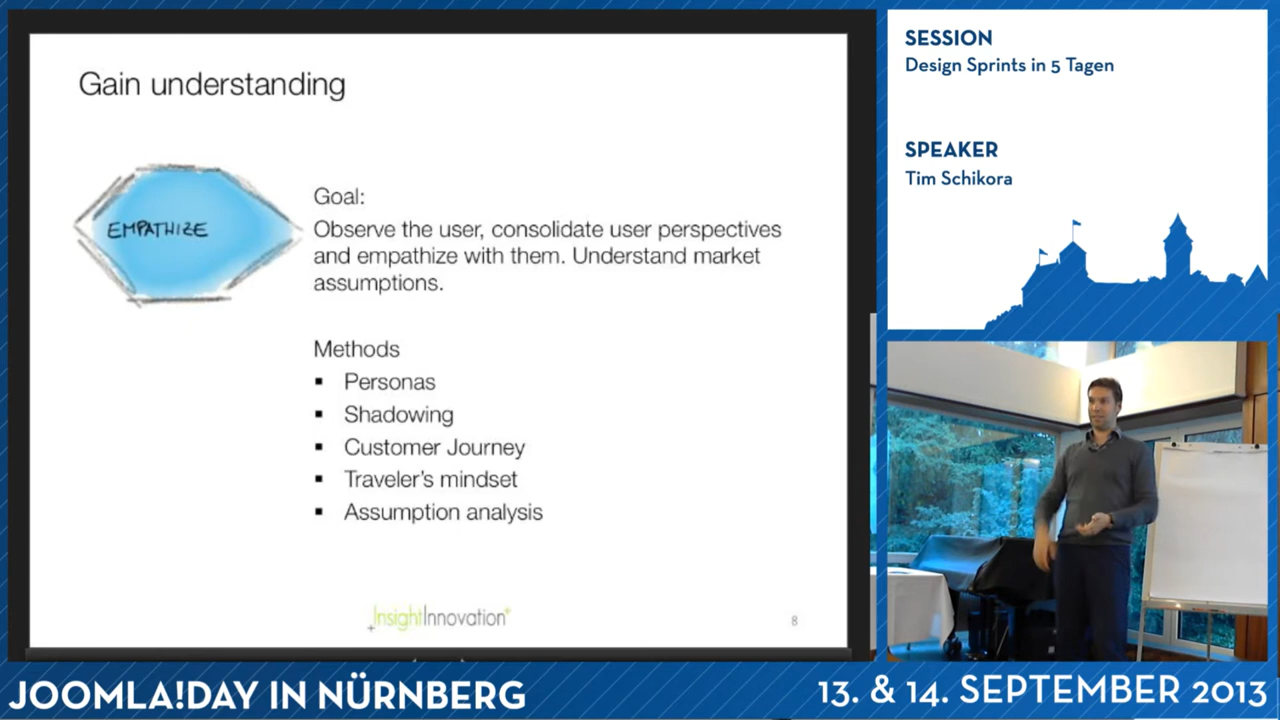 Gain understanding
EMPATHIZE
Goal:
Observe the user, consolidate user perspectives
and empathize with them. Understand market
assumptions.
Methods
▪ Personas
▪ Shadowing
▪ Customer Journey
▪ Traveler's mindset
▪ Assumption analysis
+InsightInnovation+
8
SESSION
Design Sprints in 5 Tagen
SPEAKER
Tim Schikora
JOOMLA!DAY IN NÜRNBERG
13. & 14. SEPTEMBER 2013